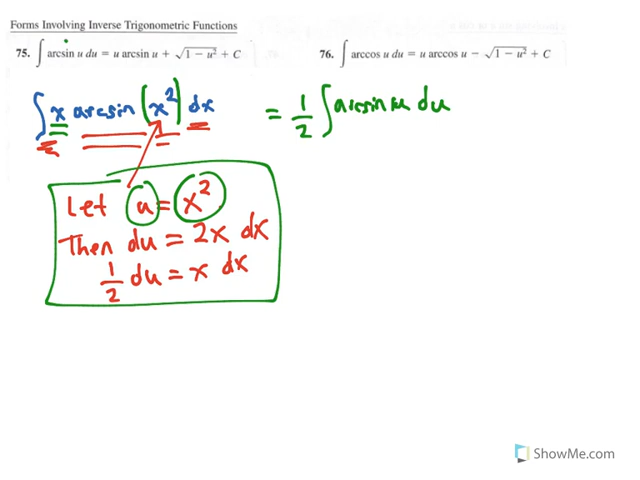 Forms Involving Inverse Trigonometric Functions
75. ∫ arcsin u du = u arcsin u + √1 − u² + C
76. ∫ arccos u du = u arccos u − √1 − u² + C
∫ x arcsin (x²) dx = 1/2 ∫ arcsin u du
Let u = x²
Then du = 2x dx
1/2 du = x dx
ShowMe.com